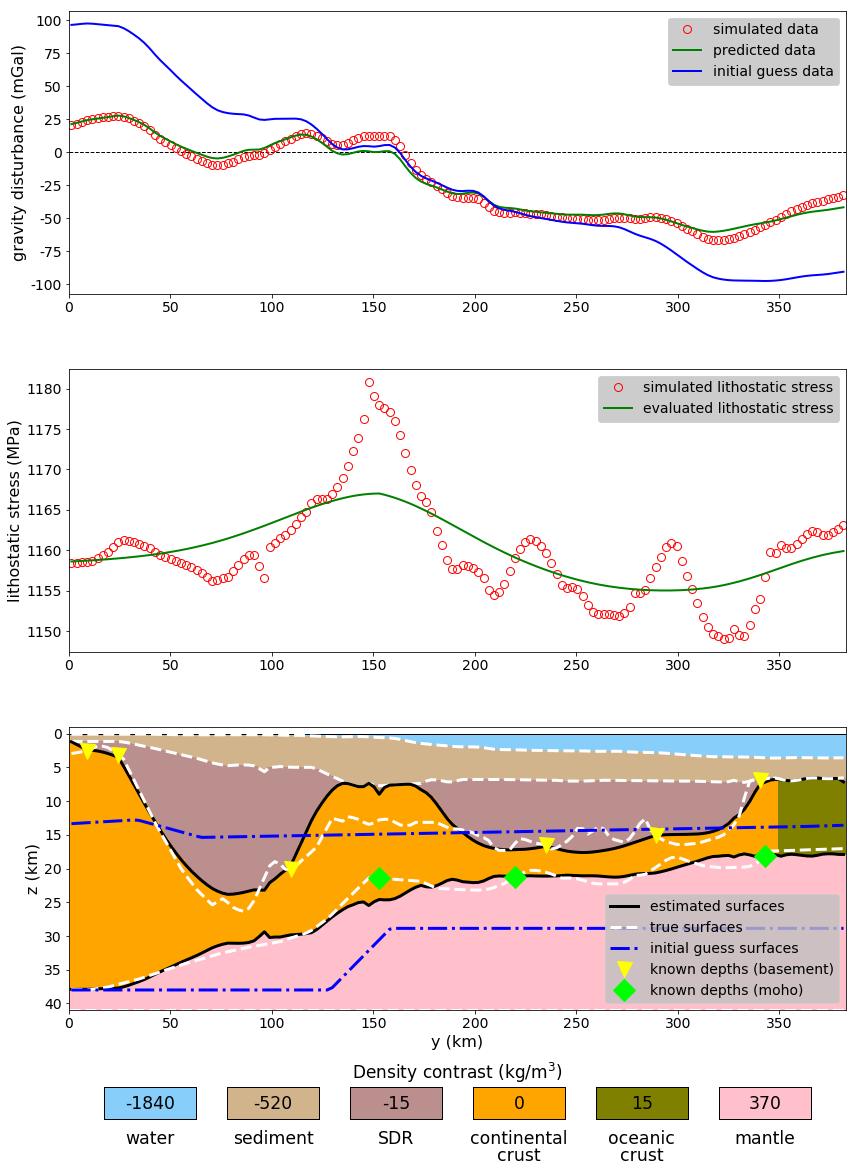 gravity disturbance (mGal)
100
75
50
25
0
-25
-50
-75
-100
simulated data
predicted data
initial guess data
0 50 100 150 200 250 300 350
lithostatic stress (MPa)
1180
1175
1170
1165
1160
1155
1150
simulated lithostatic stress
evaluated lithostatic stress
0 50 100 150 200 250 300 350
z (km)
0
5
10
15
20
25
30
35
40
estimated surfaces
true surfaces
initial guess surfaces
known depths (basement)
known depths (moho)
0 50 100 150 200 250 300 350
y (km)
Density contrast (kg/m³)
-1840 -520 -15 0 15 370
water sediment SDR continental oceanic mantle
crust crust